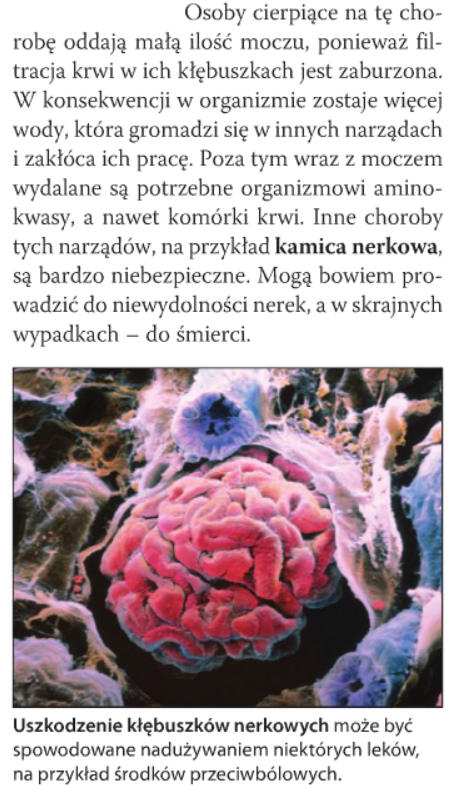 Osoby cierpiące na tę cho-
robę oddają małą ilość moczu, ponieważ fil-
tracja krwi w ich kłębuszkach jest zaburzona.
W konsekwencji w organizmie zostaje więcej
wody, która gromadzi się w innych narządach
i zakłóca ich pracę. Poza tym wraz z moczem
wydalane są potrzebne organizmowi amino-
kwasy, a nawet komórki krwi. Inne choroby
tych narządów, na przykład kamica nerkowa,
są bardzo niebezpieczne. Mogą bowiem pro-
wadzić do niewydolności nerek, a w skrajnych
wypadkach – do śmierci.
Uszkodzenie kłębuszków nerkowych może być
spowodowane nadużywaniem niektórych leków,
na przykład środków przeciwbólowych.